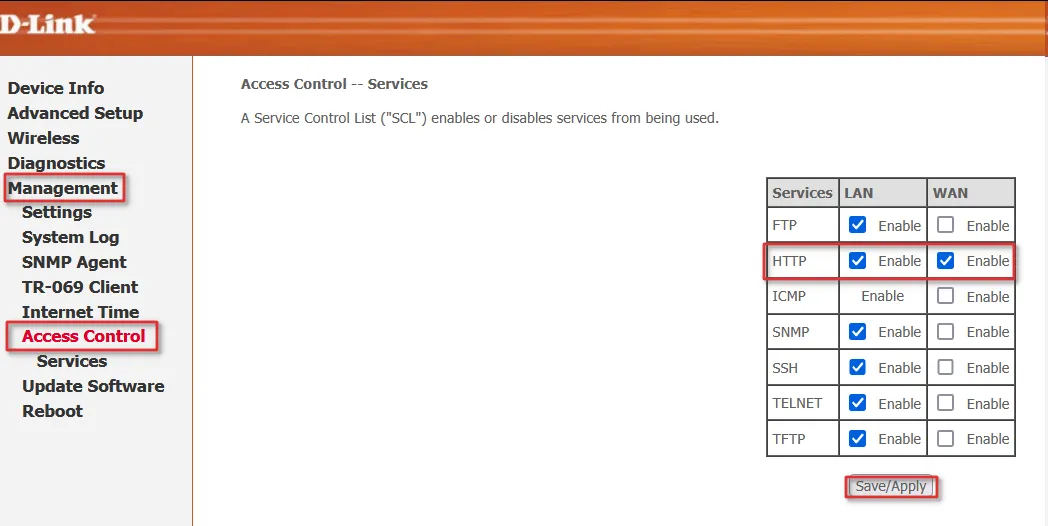 D-Link
Device Info
Advanced Setup
Wireless
Diagnostics
Management
Settings
System Log
SNMP Agent
TR-069 Client
Internet Time
Access Control
Services
Update Software
Reboot
Access Control -- Services
A Service Control List ("SCL") enables or disables services from being used.
Services LAN WAN
FTP Enable Enable
HTTP Enable Enable
ICMP Enable Enable
SNMP Enable Enable
SSH Enable Enable
TELNET Enable Enable
TFTP Enable Enable
Save/Apply